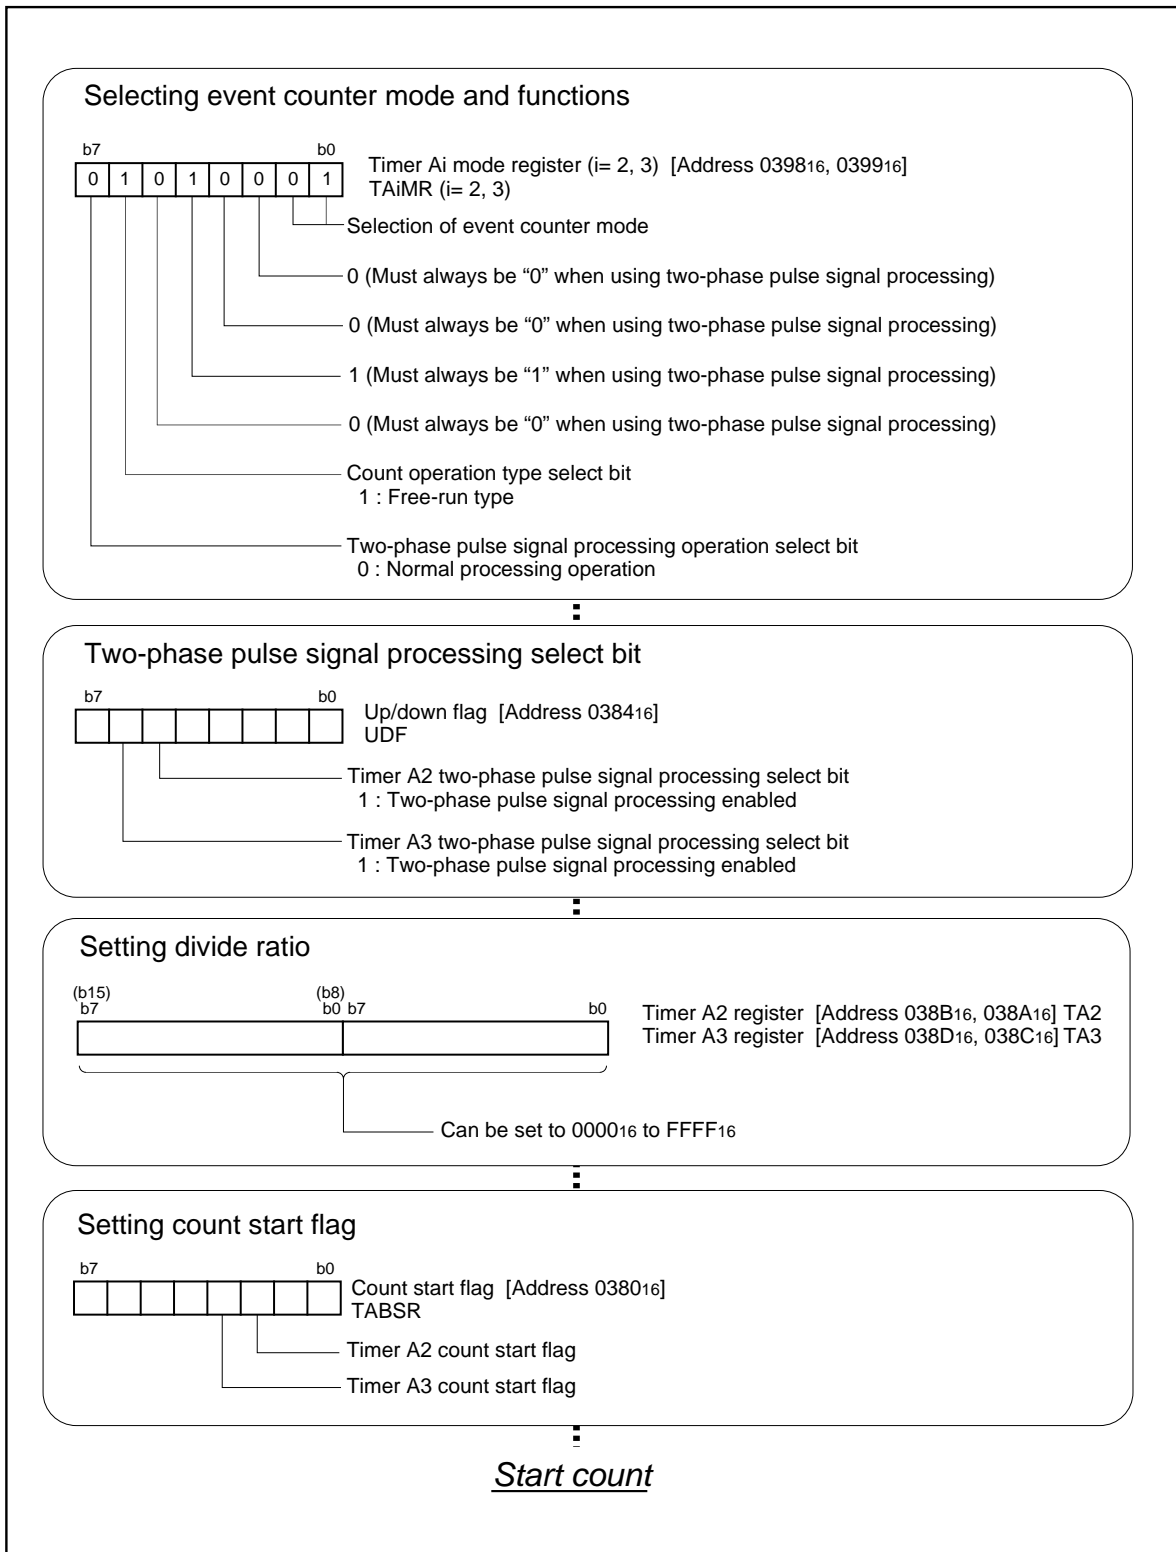 Selecting event counter mode and functions
b7 b0
0 1 0 1 0 0 0 1
Timer Ai mode register (i= 2, 3) [Address 039816, 039916]
TAiMR (i= 2, 3)
Selection of event counter mode
0 (Must always be “0” when using two-phase pulse signal processing)
0 (Must always be “0” when using two-phase pulse signal processing)
1 (Must always be “1” when using two-phase pulse signal processing)
0 (Must always be “0” when using two-phase pulse signal processing)
Count operation type select bit
1 : Free-run type
Two-phase pulse signal processing operation select bit
0 : Normal processing operation
Two-phase pulse signal processing select bit
b7 b0
Up/down flag [Address 038416]
UDF
Timer A2 two-phase pulse signal processing select bit
1 : Two-phase pulse signal processing enabled
Timer A3 two-phase pulse signal processing select bit
1 : Two-phase pulse signal processing enabled
Setting divide ratio
(b15) (b8)
b7 b0 b7 b0
Timer A2 register [Address 038B16, 038A16] TA2
Timer A3 register [Address 038D16, 038C16] TA3
Can be set to 000016 to FFFF16
Setting count start flag
b7 b0
Count start flag [Address 038016]
TABSR
Timer A2 count start flag
Timer A3 count start flag
Start count